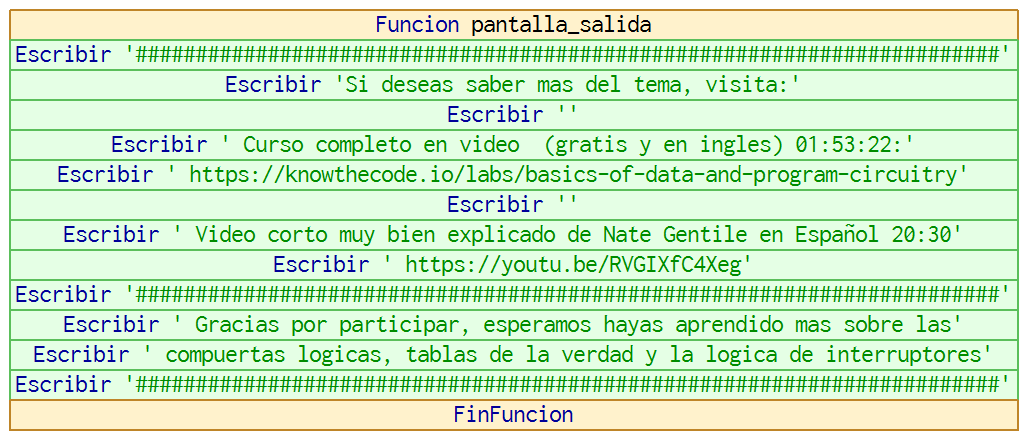 Funcion pantalla_salida
Escribir '########################################################################'
Escribir 'Si deseas saber mas del tema, visita:'
Escribir ''
Escribir ' Curso completo en video  (gratis y en ingles) 01:53:22:'
Escribir ' https://knowthecode.io/labs/basics-of-data-and-program-circuitry'
Escribir ''
Escribir ' Video corto muy bien explicado de Nate Gentile en Español 20:30'
Escribir ' https://youtu.be/RVGIXfC4Xeg'
Escribir '########################################################################'
Escribir ' Gracias por participar, esperamos hayas aprendido mas sobre las'
Escribir ' compuertas logicas, tablas de la verdad y la logica de interruptores'
Escribir '########################################################################'
FinFuncion